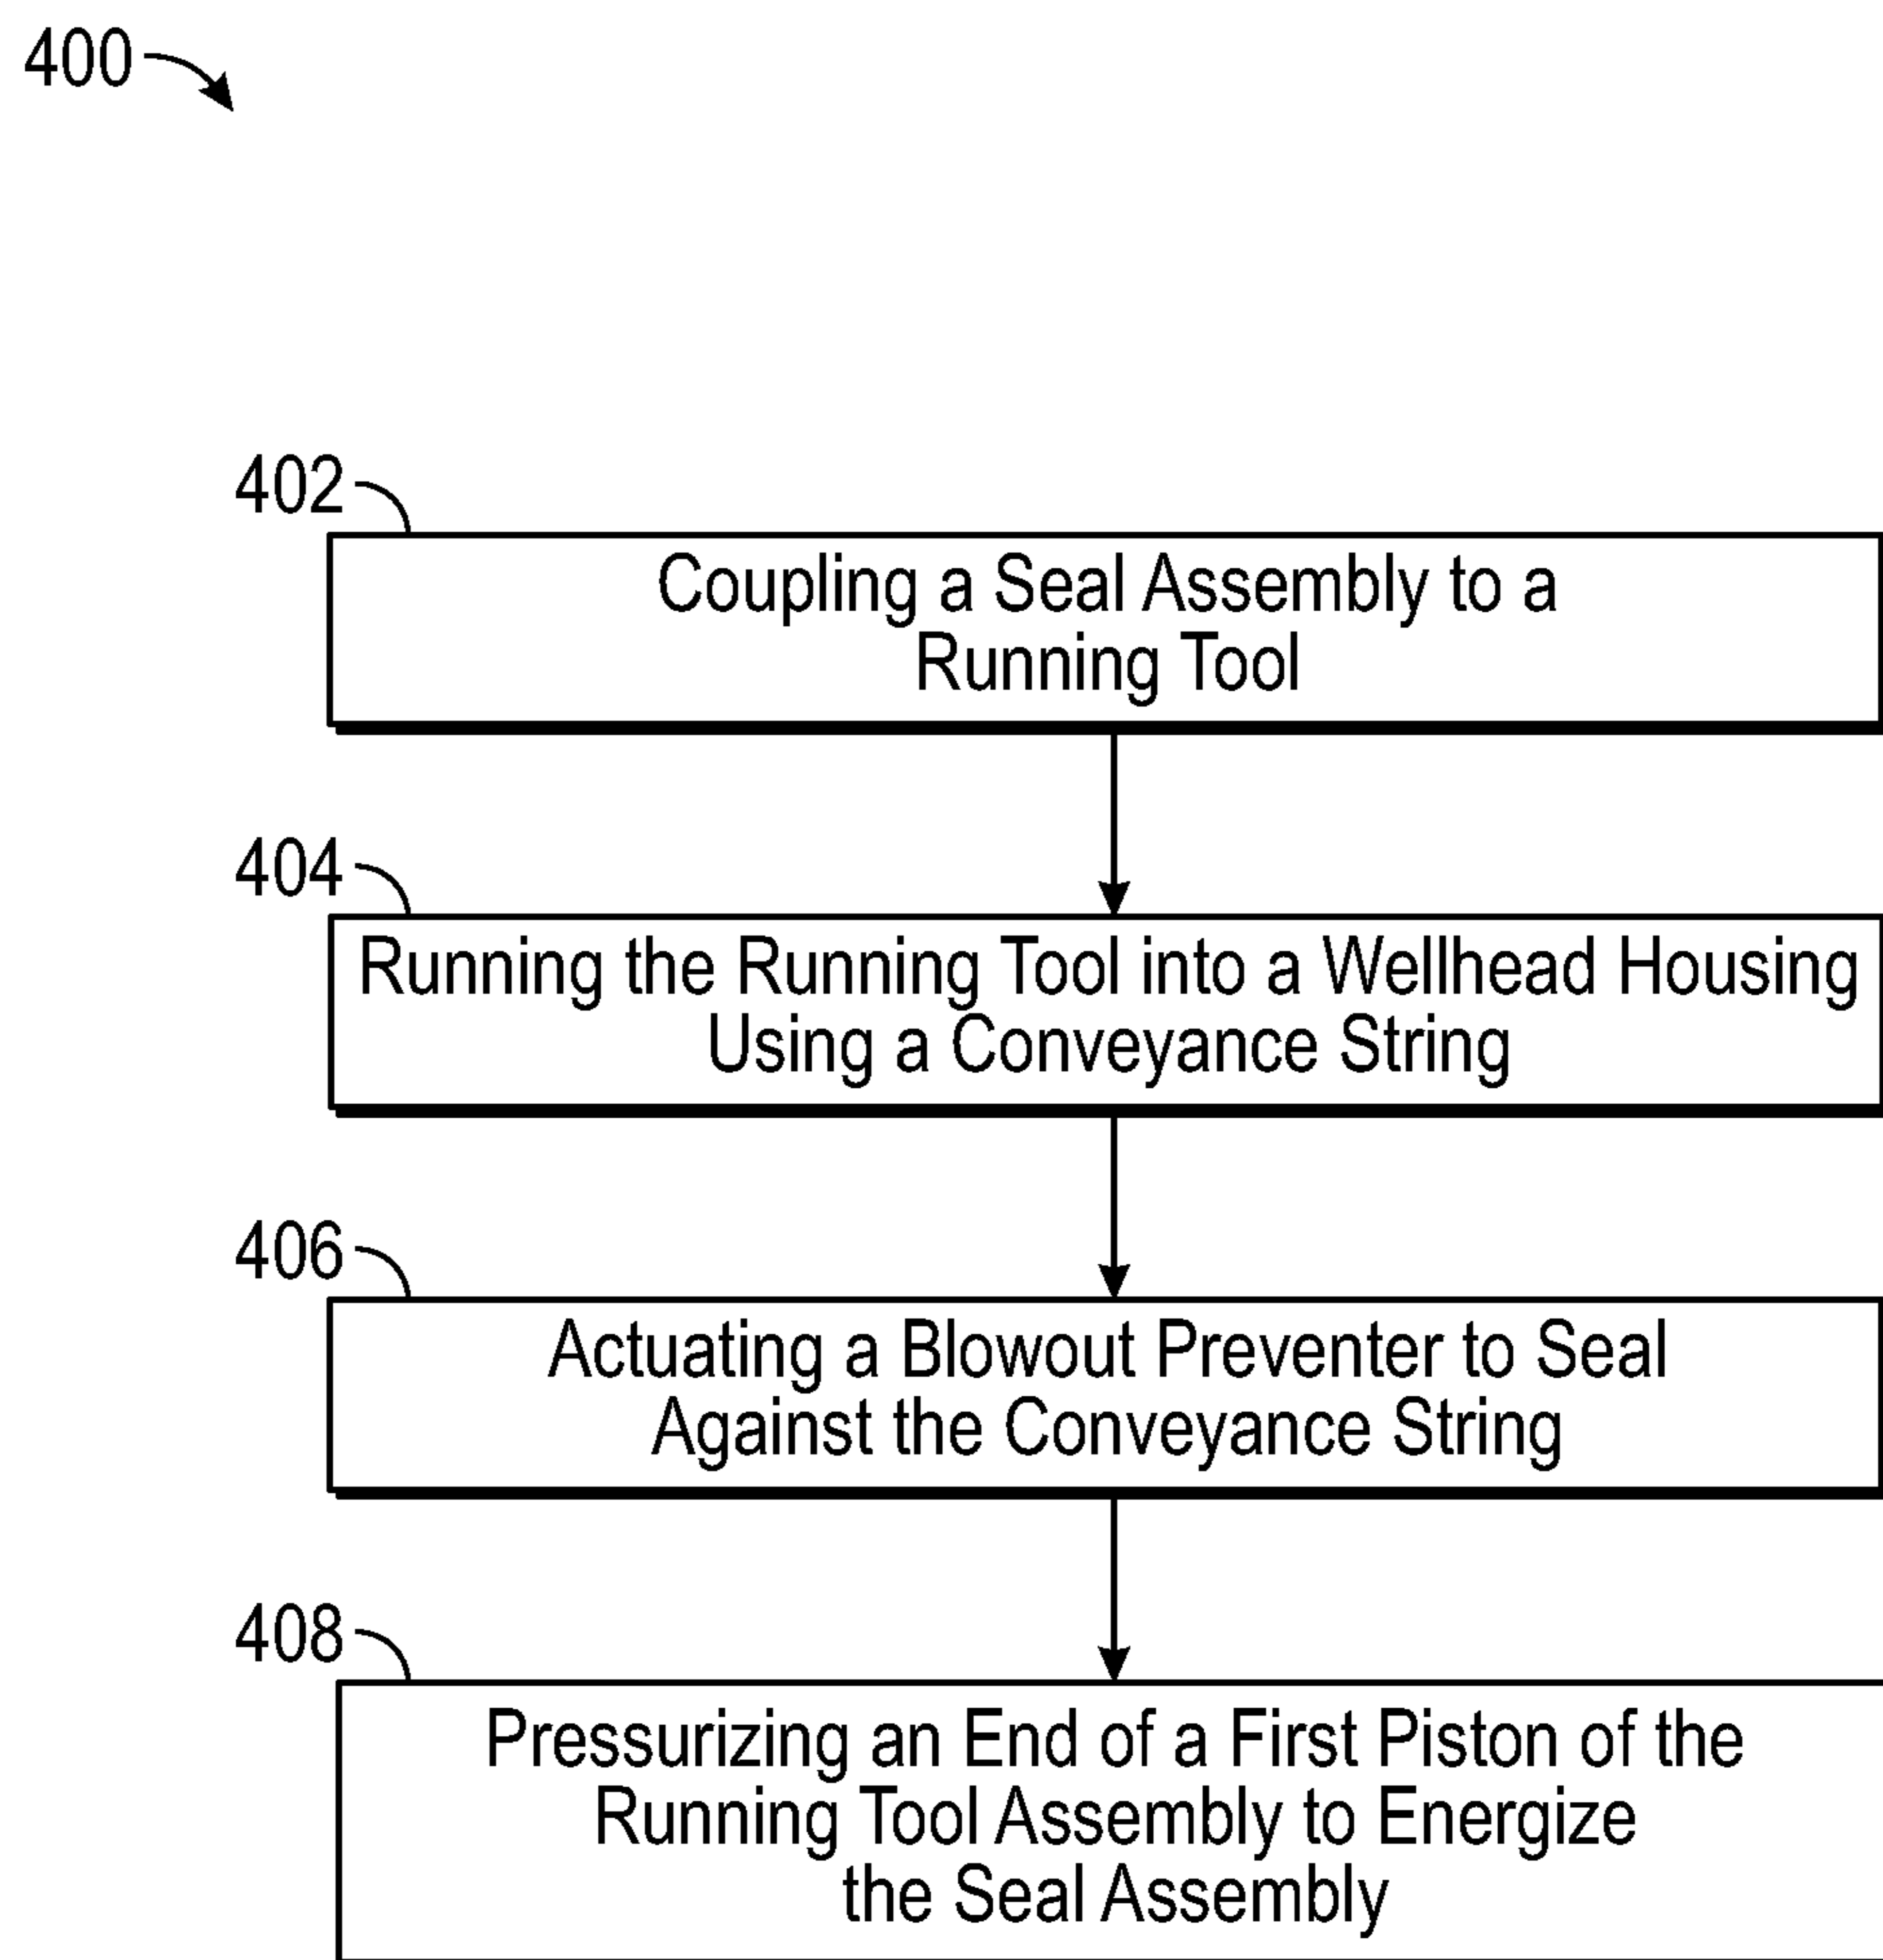 400
402
Coupling a Seal Assembly to a
Running Tool
404
Running the Running Tool into a Wellhead Housing
Using a Conveyance String
406
Actuating a Blowout Preventer to Seal
Against the Conveyance String
408
Pressurizing an End of a First Piston of the
Running Tool Assembly to Energize
the Seal Assembly